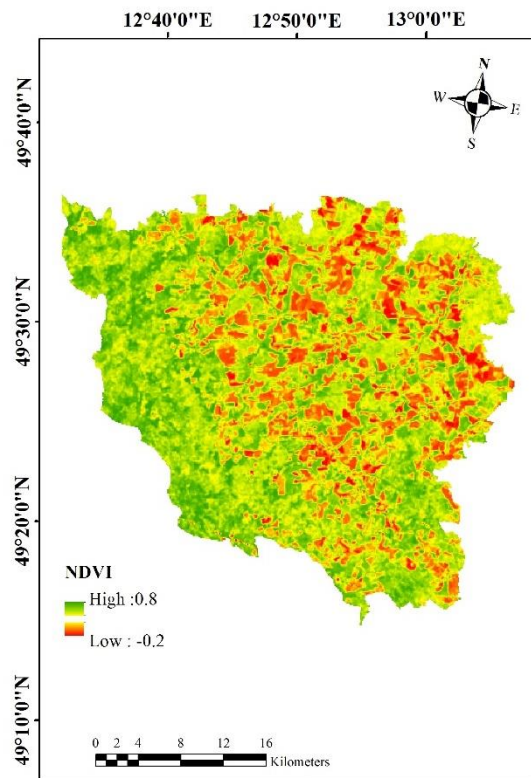 12°40'0"E 12°50'0"E 13°0'0"E
N
W E
S
49°40'0"N
49°30'0"N
49°20'0"N
49°10'0"N
NDVI
High :0.8
Low : -0.2
0 2 4 8 12 16
Kilometers